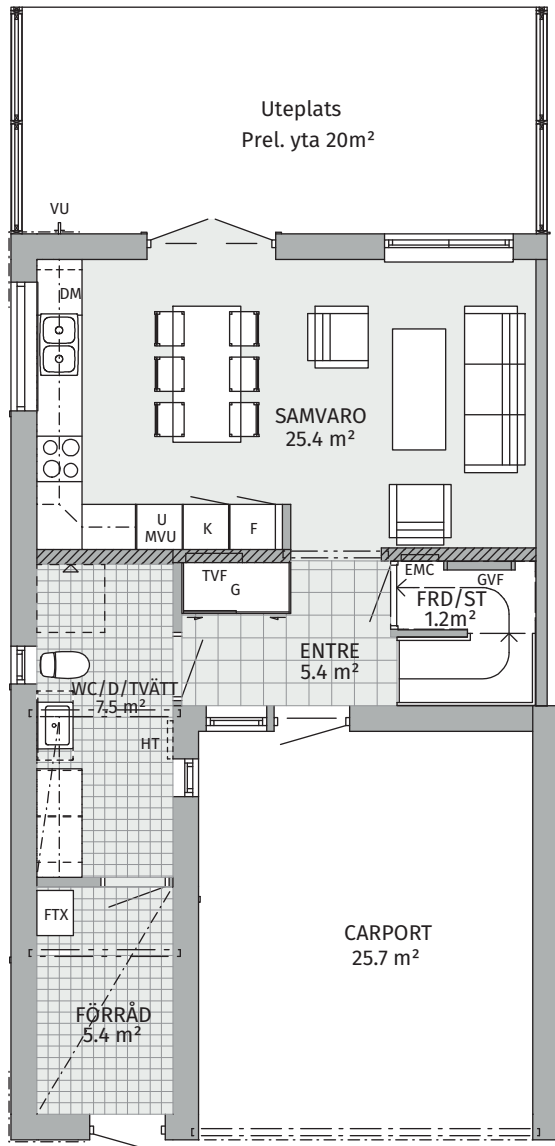 Uteplats
Prel. yta 20m²
VU
DM
SAMVARO
25.4 m²
U
MVU
K
F
TVF
G
EMC
GVF
FRD/ST
1.2m²
ENTRE
5.4 m²
WC/D/TVÄTT
7.5 m²
HT
FTX
CARPORT
25.7 m²
FÖRRÅD
5.4 m²